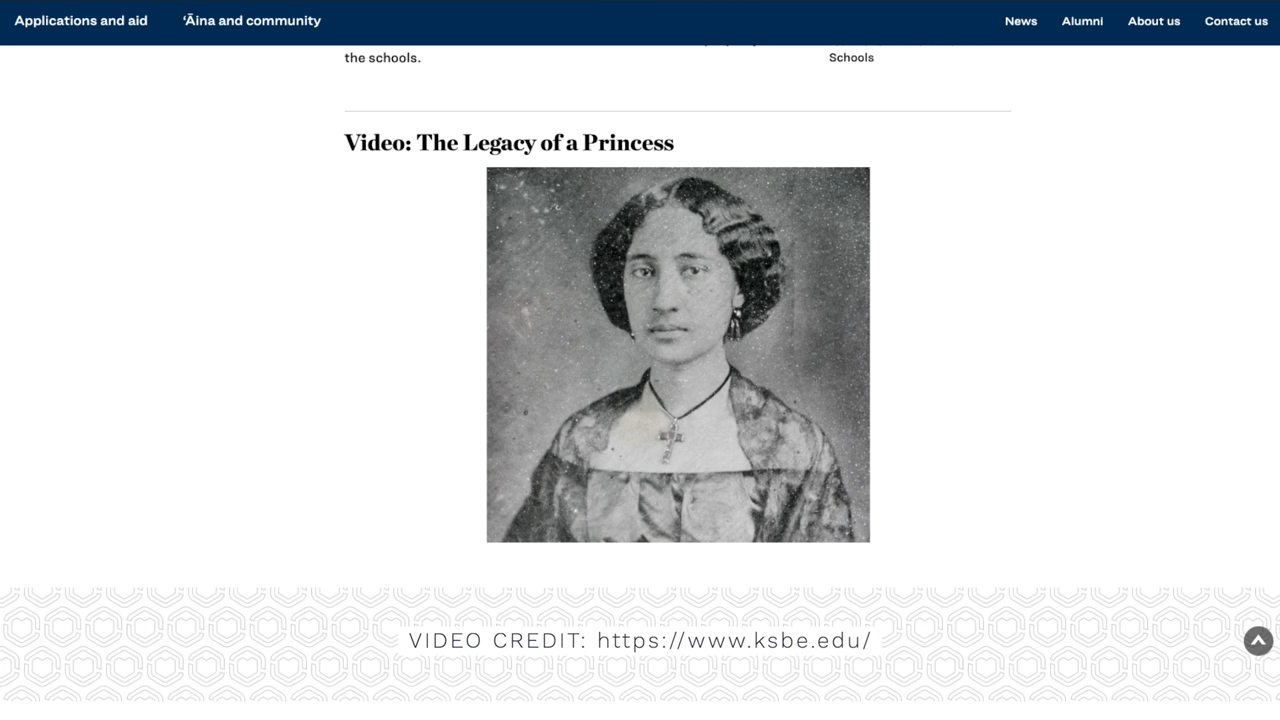 Applications and aid
ʻĀina and community
News
Alumni
About us
Contact us
the schools.
Schools
Video: The Legacy of a Princess
VIDEO CREDIT: https://www.ksbe.edu/